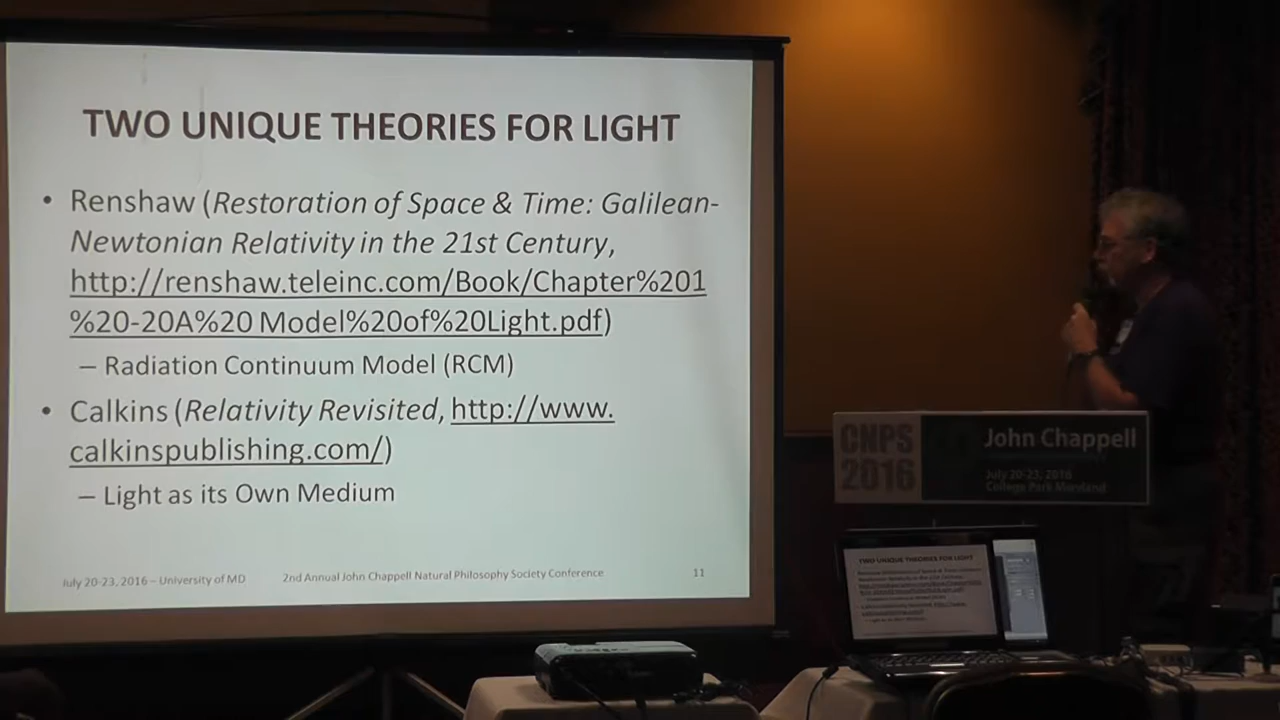 TWO UNIQUE THEORIES FOR LIGHT
• Renshaw (Restoration of Space & Time: Galilean-
Newtonian Relativity in the 21st Century,
http://renshaw.teleinc.com/Book/Chapter%201
%20-20A%20 Model%20of%20Light.pdf)
– Radiation Continuum Model (RCM)
• Calkins (Relativity Revisited, http://www.
calkinspublishing.com/)
– Light as its Own Medium
July 20-23, 2016 – University of MD
2nd Annual John Chappell Natural Philosophy Society Conference
11
CNPS
2016
John Chappell
July 20-23, 2016
College Park Maryland
TWO UNIQUE THEORIES FOR LIGHT